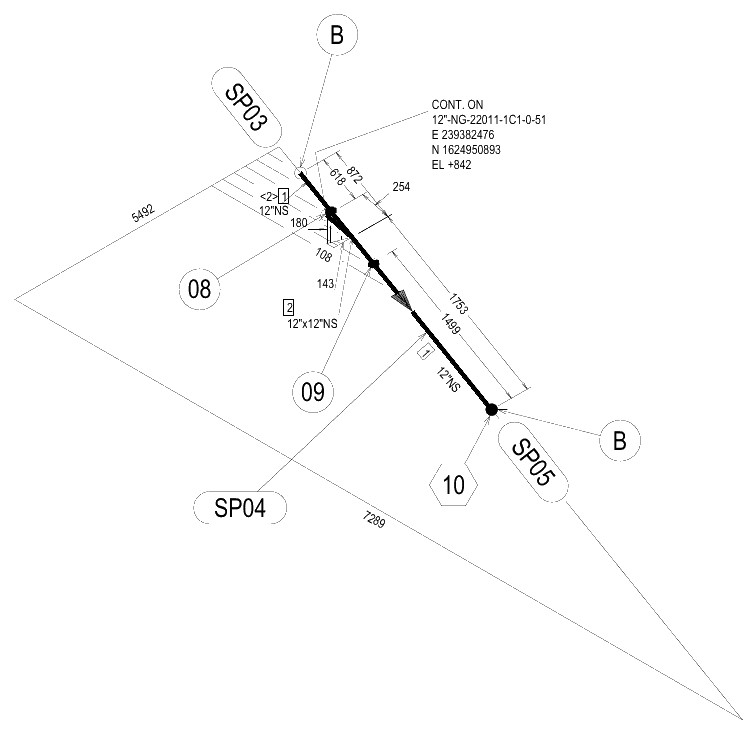 B
SP03
CONT. ON
12"-NG-22011-1C1-0-51
E 239382476
N 1624950893
EL +842
872
618
254
<2> 1
12"NS
5492
180
108
143
08
2
12"x12"NS
1753
1499
1
12"NS
09
B
SP05
10
SP04
7289